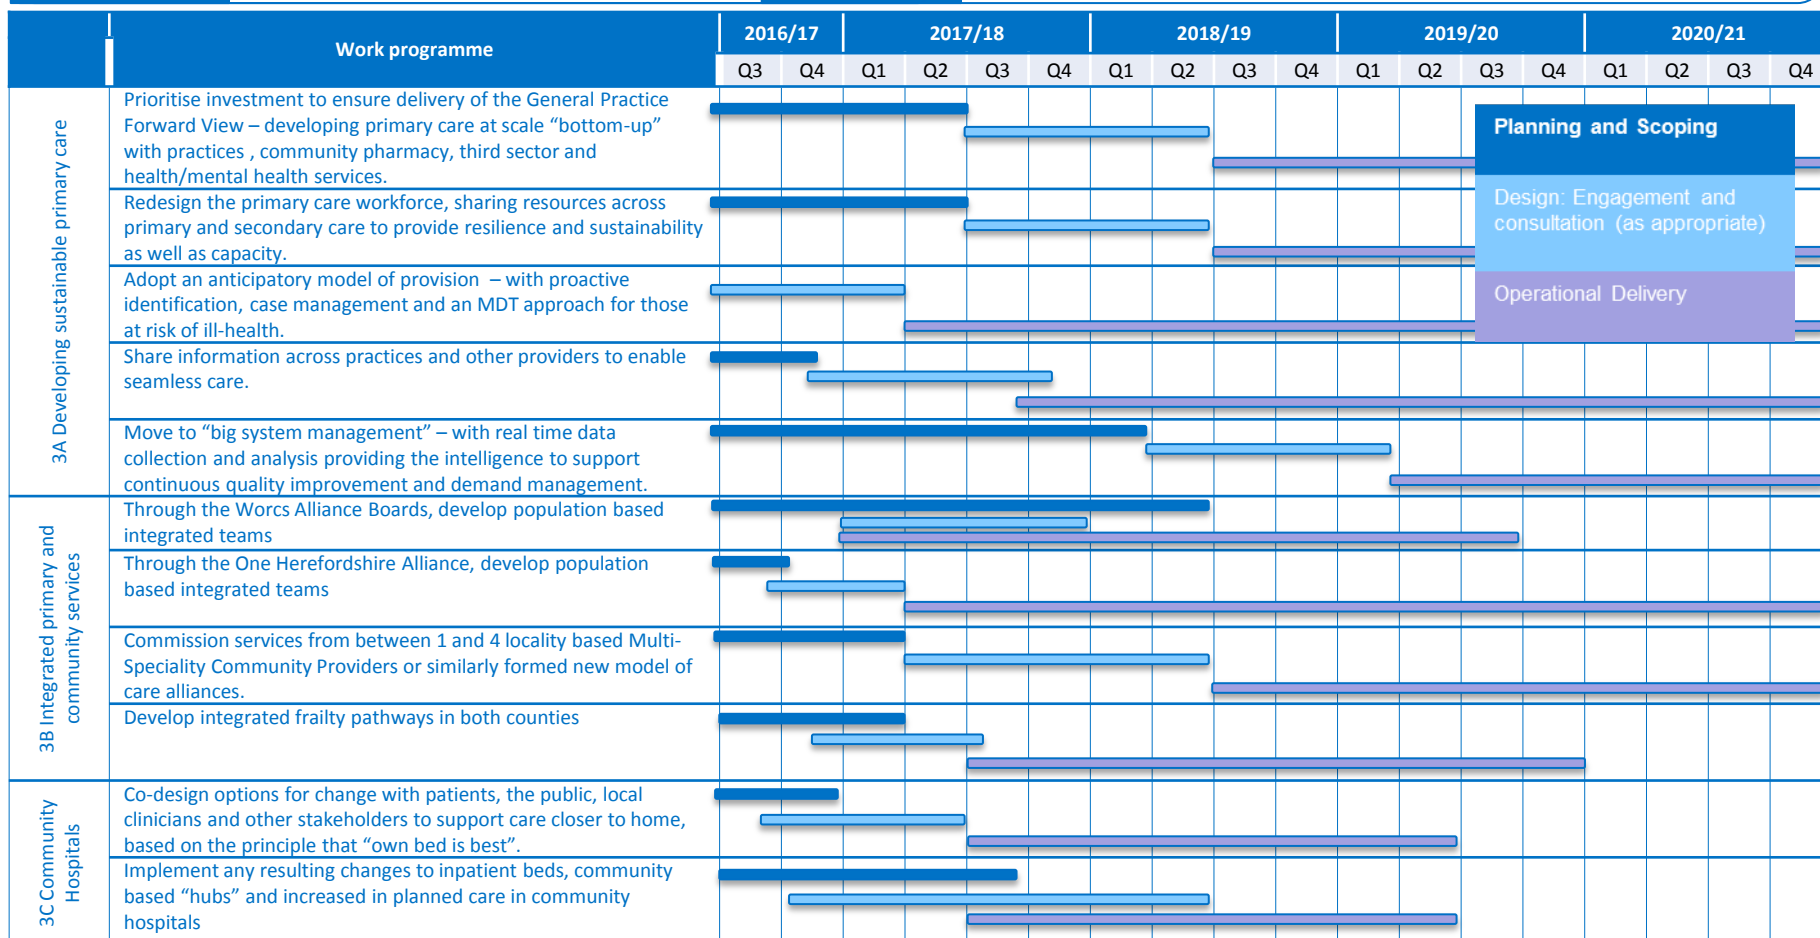 Work programme
2016/17 2017/18 2018/19 2019/20 2020/21
Q3 Q4 Q1 Q2 Q3 Q4 Q1 Q2 Q3 Q4 Q1 Q2 Q3 Q4 Q1 Q2 Q3 Q4
3A Developing sustainable primary care
Prioritise investment to ensure delivery of the General Practice
Forward View – developing primary care at scale “bottom-up”
with practices , community pharmacy, third sector and
health/mental health services.
Redesign the primary care workforce, sharing resources across
primary and secondary care to provide resilience and sustainability
as well as capacity.
Adopt an anticipatory model of provision – with proactive
identification, case management and an MDT approach for those
at risk of ill-health.
Share information across practices and other providers to enable
seamless care.
Move to “big system management” – with real time data
collection and analysis providing the intelligence to support
continuous quality improvement and demand management.
Planning and Scoping
Design: Engagement and
consultation (as appropriate)
Operational Delivery
3B Integrated primary and
community services
Through the Worcs Alliance Boards, develop population based
integrated teams
Through the One Herefordshire Alliance, develop population
based integrated teams
Commission services from between 1 and 4 locality based Multi-
Speciality Community Providers or similarly formed new model of
care alliances.
Develop integrated frailty pathways in both counties
3C Community
Hospitals
Co-design options for change with patients, the public, local
clinicians and other stakeholders to support care closer to home,
based on the principle that “own bed is best”.
Implement any resulting changes to inpatient beds, community
based “hubs” and increased in planned care in community
hospitals